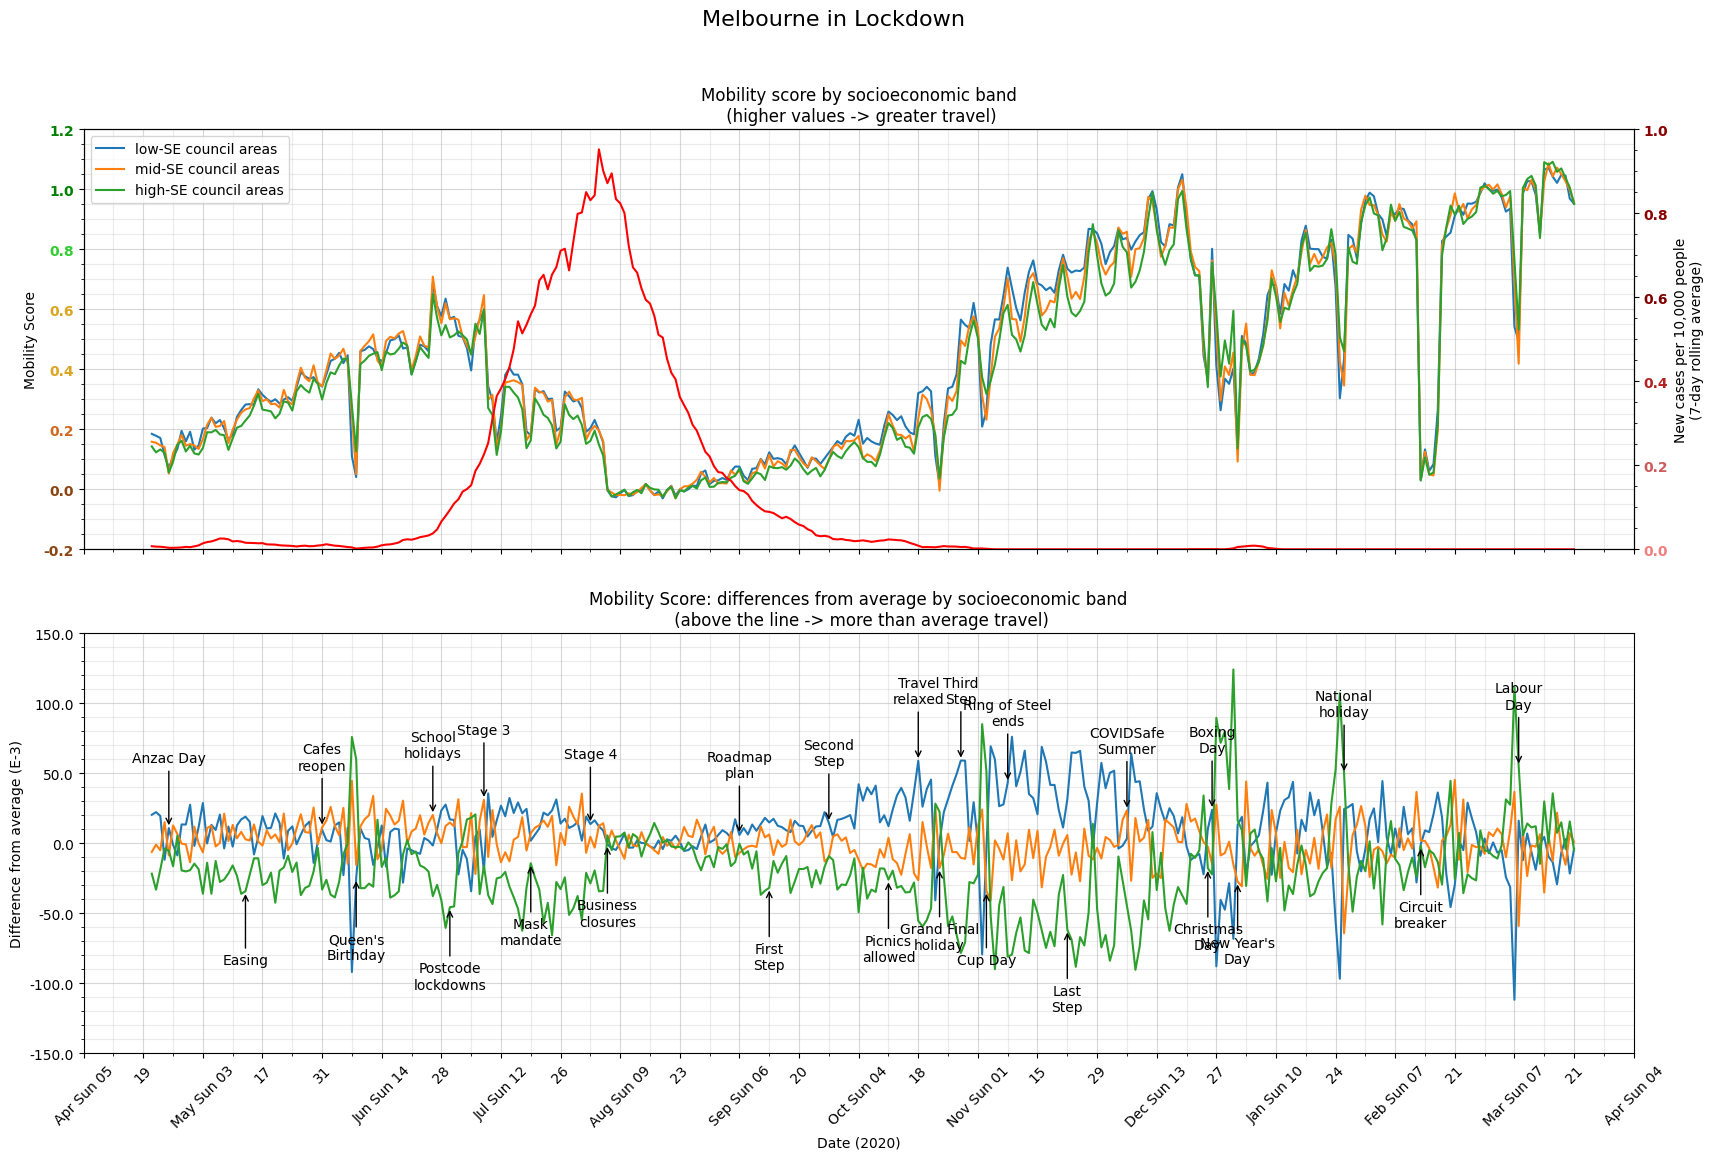 Melbourne in Lockdown
Mobility score by socioeconomic band
(higher values -> greater travel)
1.2
1.0
0.8
0.6
0.4
0.2
0.0
-0.2
Mobility Score
low-SE council areas
mid-SE council areas
high-SE council areas
1.0
0.8
0.6
0.4
0.2
0.0
New cases per 10,000 people
(7-day rolling average)
Mobility Score: differences from average by socioeconomic band
(above the line -> more than average travel)
150.0
100.0
50.0
0.0
-50.0
-100.0
-150.0
Difference from average (E-3)
Anzac Day
Easing
Cafes
reopen
Queen's
Birthday
School
holidays
Postcode
lockdowns
Stage 3
Mask
mandate
Stage 4
Business
closures
Roadmap
plan
First
Step
Second
Step
Picnics
allowed
Travel
relaxed
Grand Final
holiday
Third
Step
Cup Day
Ring of Steel
ends
Last
Step
COVIDSafe
Summer
Christmas
Day
Boxing
Day
New Year's
Day
National
holiday
Circuit
breaker
Labour
Day
Apr Sun 05
19
May Sun 03
17
31
Jun Sun 14
28
Jul Sun 12
26
Aug Sun 09
23
Sep Sun 06
20
Oct Sun 04
18
Nov Sun 01
15
29
Dec Sun 13
27
Jan Sun 10
24
Feb Sun 07
21
Mar Sun 07
21
Apr Sun 04
Date (2020)